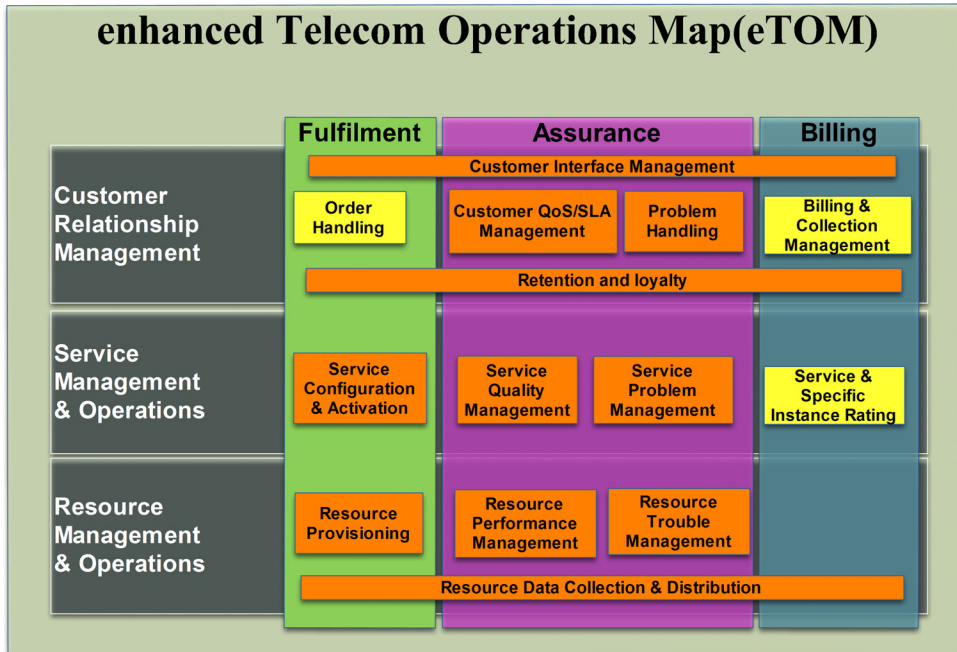 enhanced Telecom Operations Map(eTOM)
Fulfilment
Assurance
Billing
Customer
Relationship
Management
Customer Interface Management
Order
Handling
Customer QoS/SLA
Management
Problem
Handling
Billing &
Collection
Management
Retention and loyalty
Service
Management
& Operations
Service
Configuration
& Activation
Service
Quality
Management
Service
Problem
Management
Service &
Specific
Instance Rating
Resource
Management
& Operations
Resource
Provisioning
Resource
Performance
Management
Resource
Trouble
Management
Resource Data Collection & Distribution